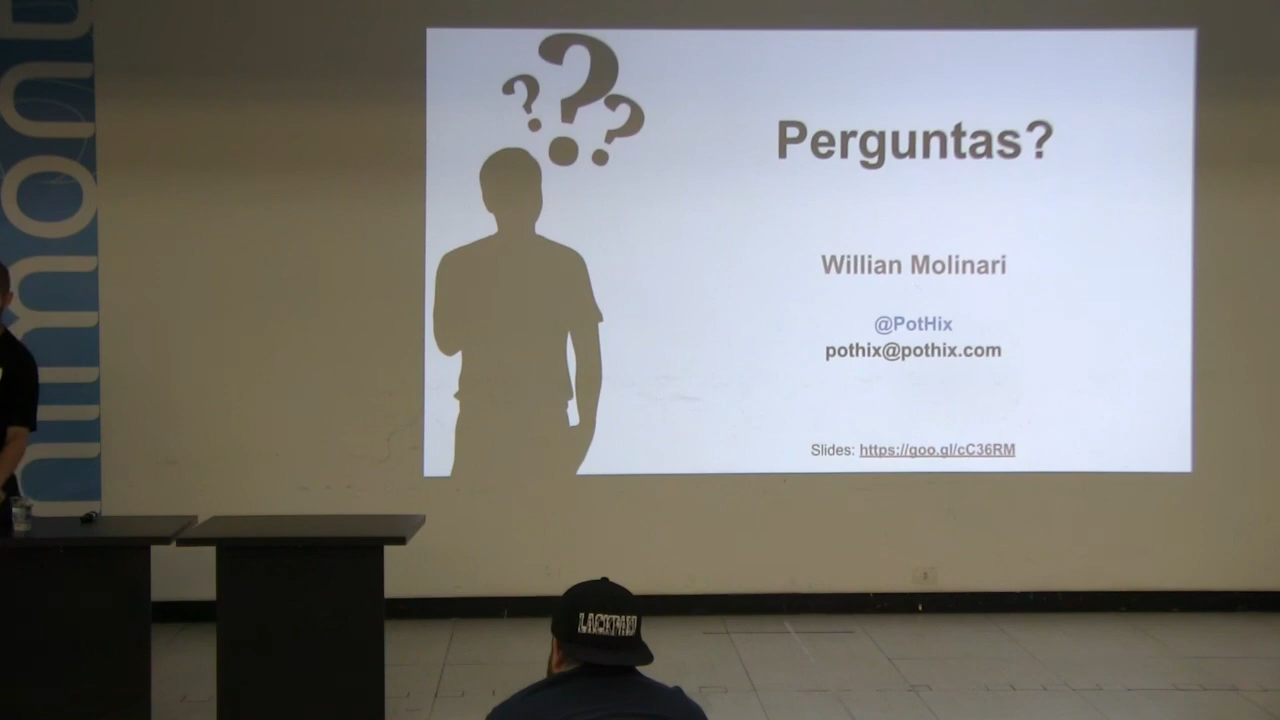 Perguntas?
Willian Molinari
@PotHix
pothix@pothix.com
Slides: https://goo.gl/cC36RM